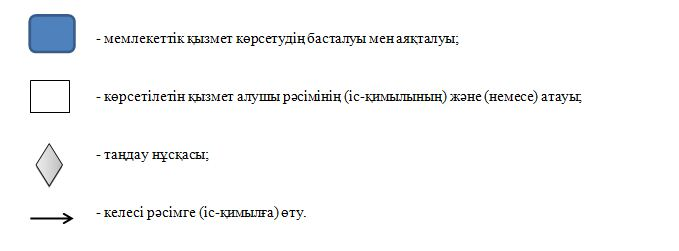 - мемлекеттік қызмет көрсетудің басталуы мен аяқталуы;
- көрсетілетін қызмет алушы рәсімінің (іс-қимылының) және (немесе) атауы;
- таңдау нұсқасы;
- келесі рәсімге (іс-қимылға) өту.